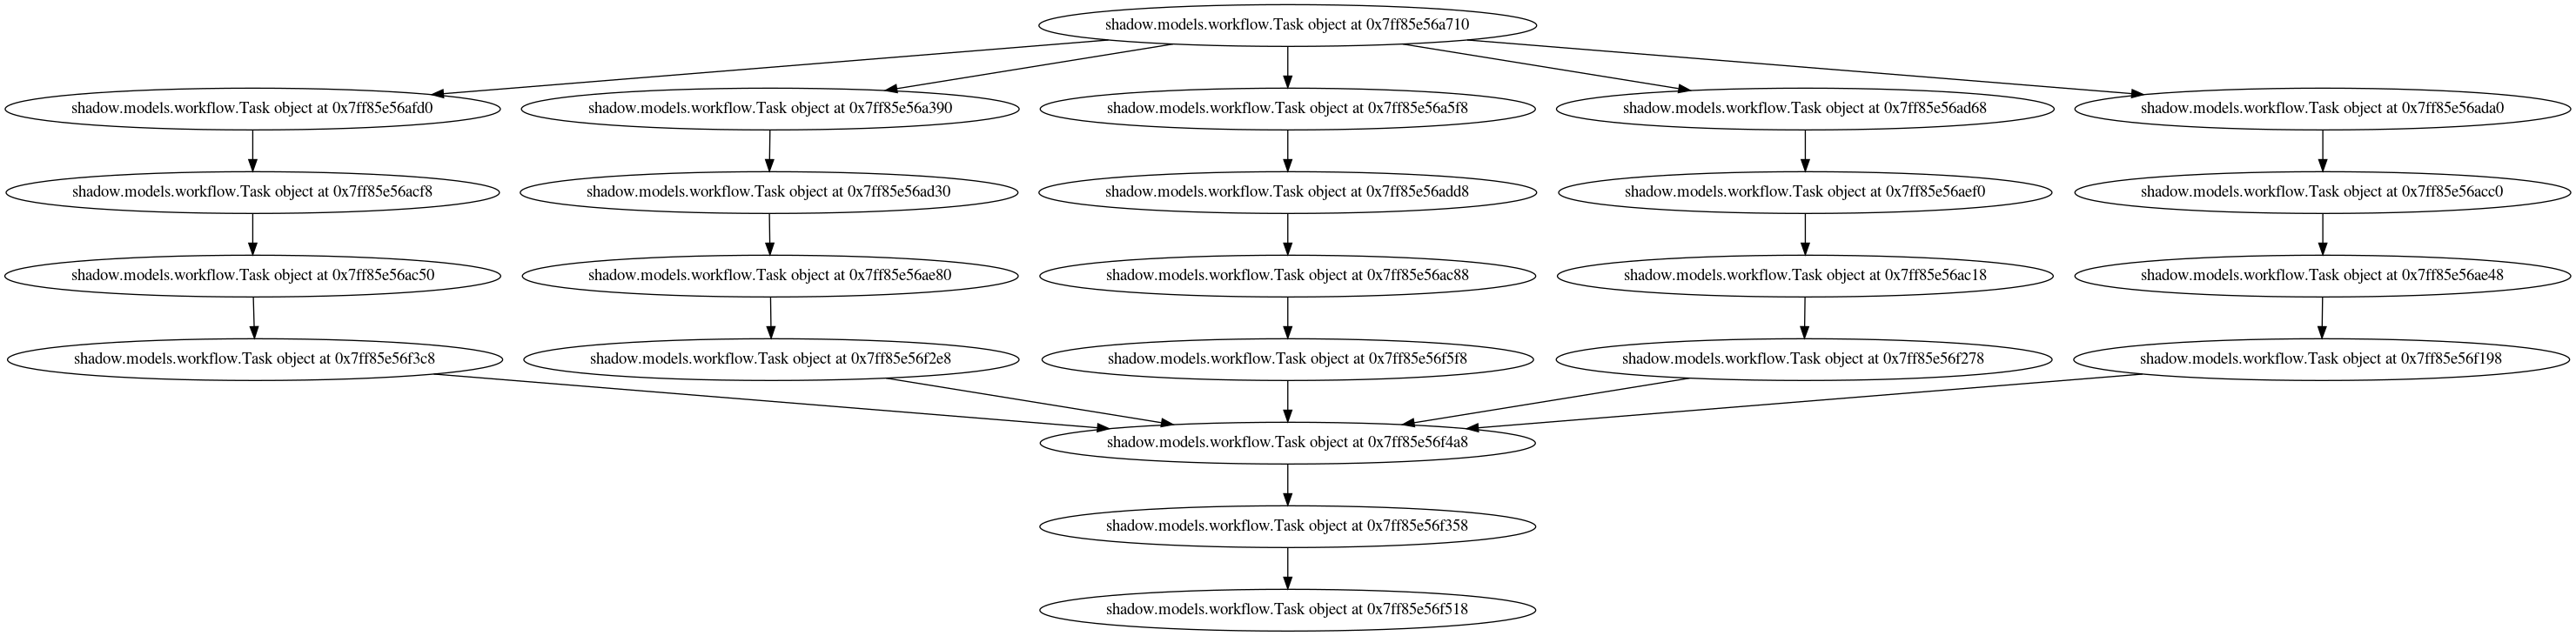 shadow.models.workflow.Task object at 0x7ff85e56a710
shadow.models.workflow.Task object at 0x7ff85e56afd0
shadow.models.workflow.Task object at 0x7ff85e56a390
shadow.models.workflow.Task object at 0x7ff85e56a5f8
shadow.models.workflow.Task object at 0x7ff85e56ad68
shadow.models.workflow.Task object at 0x7ff85e56ada0
shadow.models.workflow.Task object at 0x7ff85e56acf8
shadow.models.workflow.Task object at 0x7ff85e56ad30
shadow.models.workflow.Task object at 0x7ff85e56add8
shadow.models.workflow.Task object at 0x7ff85e56aef0
shadow.models.workflow.Task object at 0x7ff85e56acc0
shadow.models.workflow.Task object at 0x7ff85e56ac50
shadow.models.workflow.Task object at 0x7ff85e56ae80
shadow.models.workflow.Task object at 0x7ff85e56ac88
shadow.models.workflow.Task object at 0x7ff85e56ac18
shadow.models.workflow.Task object at 0x7ff85e56ae48
shadow.models.workflow.Task object at 0x7ff85e56f3c8
shadow.models.workflow.Task object at 0x7ff85e56f2e8
shadow.models.workflow.Task object at 0x7ff85e56f5f8
shadow.models.workflow.Task object at 0x7ff85e56f278
shadow.models.workflow.Task object at 0x7ff85e56f198
shadow.models.workflow.Task object at 0x7ff85e56f4a8
shadow.models.workflow.Task object at 0x7ff85e56f358
shadow.models.workflow.Task object at 0x7ff85e56f518